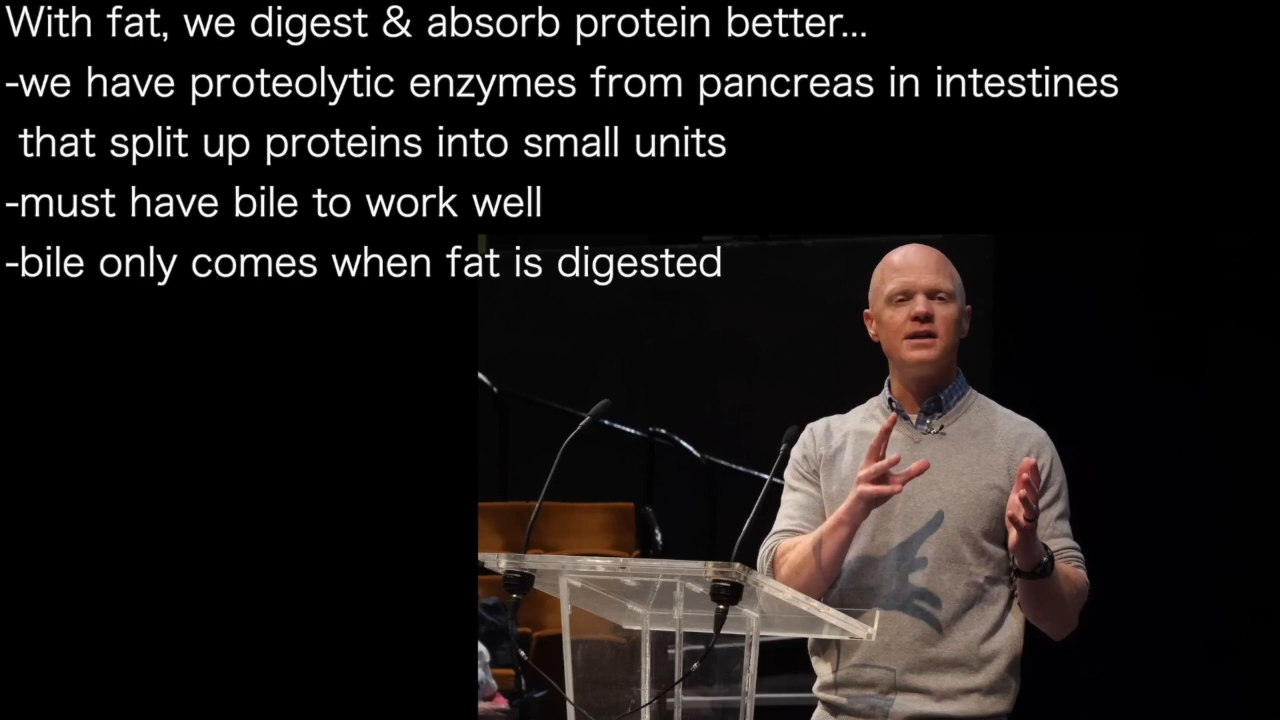 With fat, we digest & absorb protein better...
-we have proteolytic enzymes from pancreas in intestines
that split up proteins into small units
-must have bile to work well
-bile only comes when fat is digested